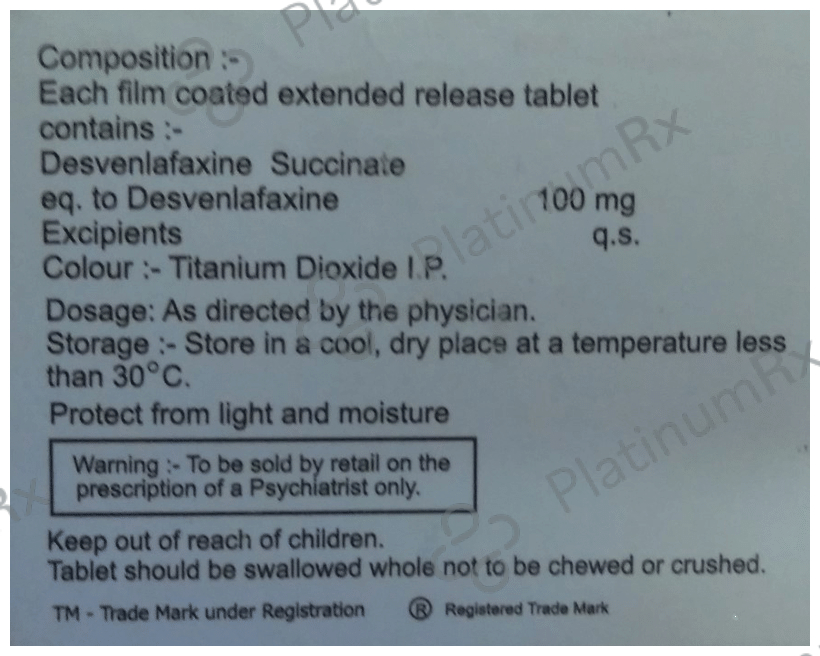 Composition :-
Each film coated extended release tablet
contains :-
Desvenlafaxine Succinate
eq. to Desvenlafaxine 100 mg
Excipients q.s.
Colour :- Titanium Dioxide I.P.
Dosage: As directed by the physician.
Storage :- Store in a cool, dry place at a temperature less
than 30°C.
Protect from light and moisture
Warning :- To be sold by retail on the
prescription of a Psychiatrist only.
Keep out of reach of children.
Tablet should be swallowed whole not to be chewed or crushed.
TM - Trade Mark under Registration ® Registered Trade Mark
PlatinumRx
PlatinumRx